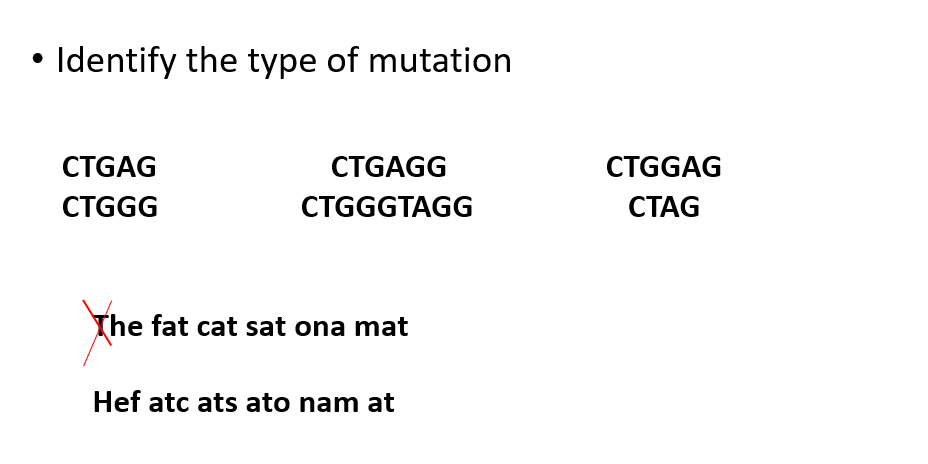 • Identify the type of mutation
CTGAG CTGAGG CTGGAG
CTGGG CTGGGTAGG CTAG
The fat cat sat ona mat
Hef atc ats ato nam at